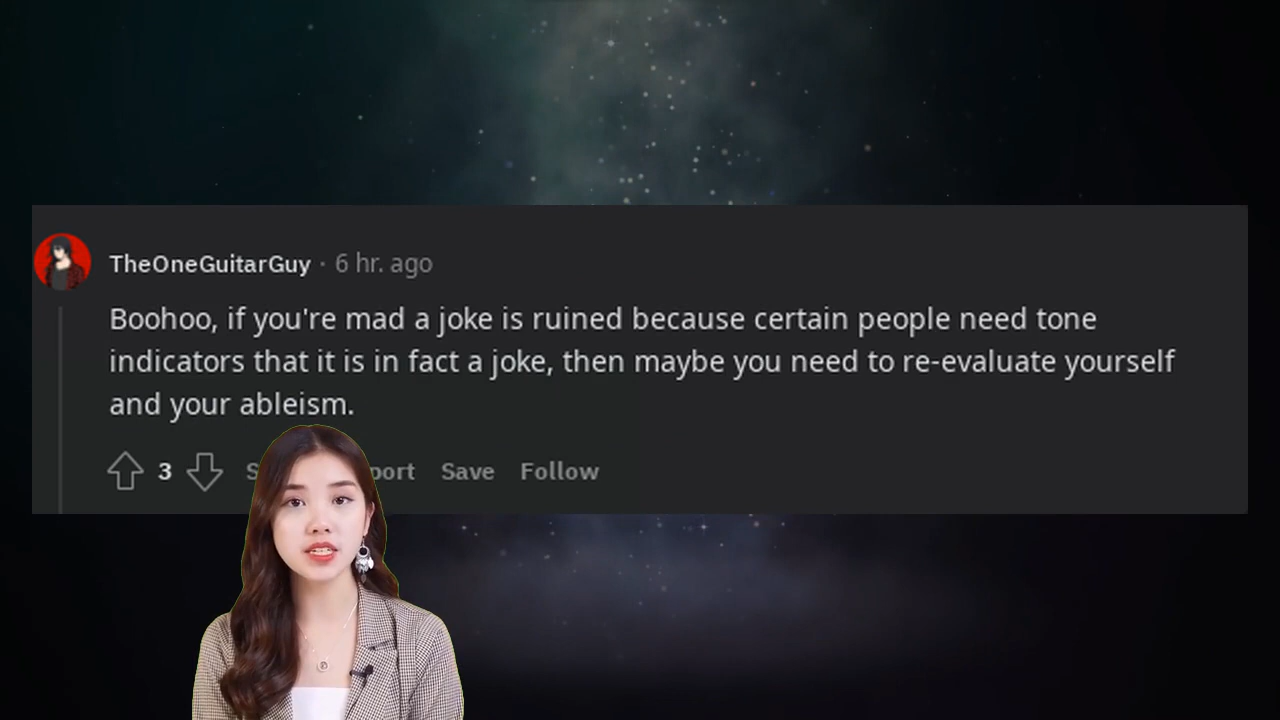 TheOneGuitarGuy · 6 hr. ago
Boohoo, if you're mad a joke is ruined because certain people need tone
indicators that it is in fact a joke, then maybe you need to re-evaluate yourself
and your ableism.
3 Save Follow